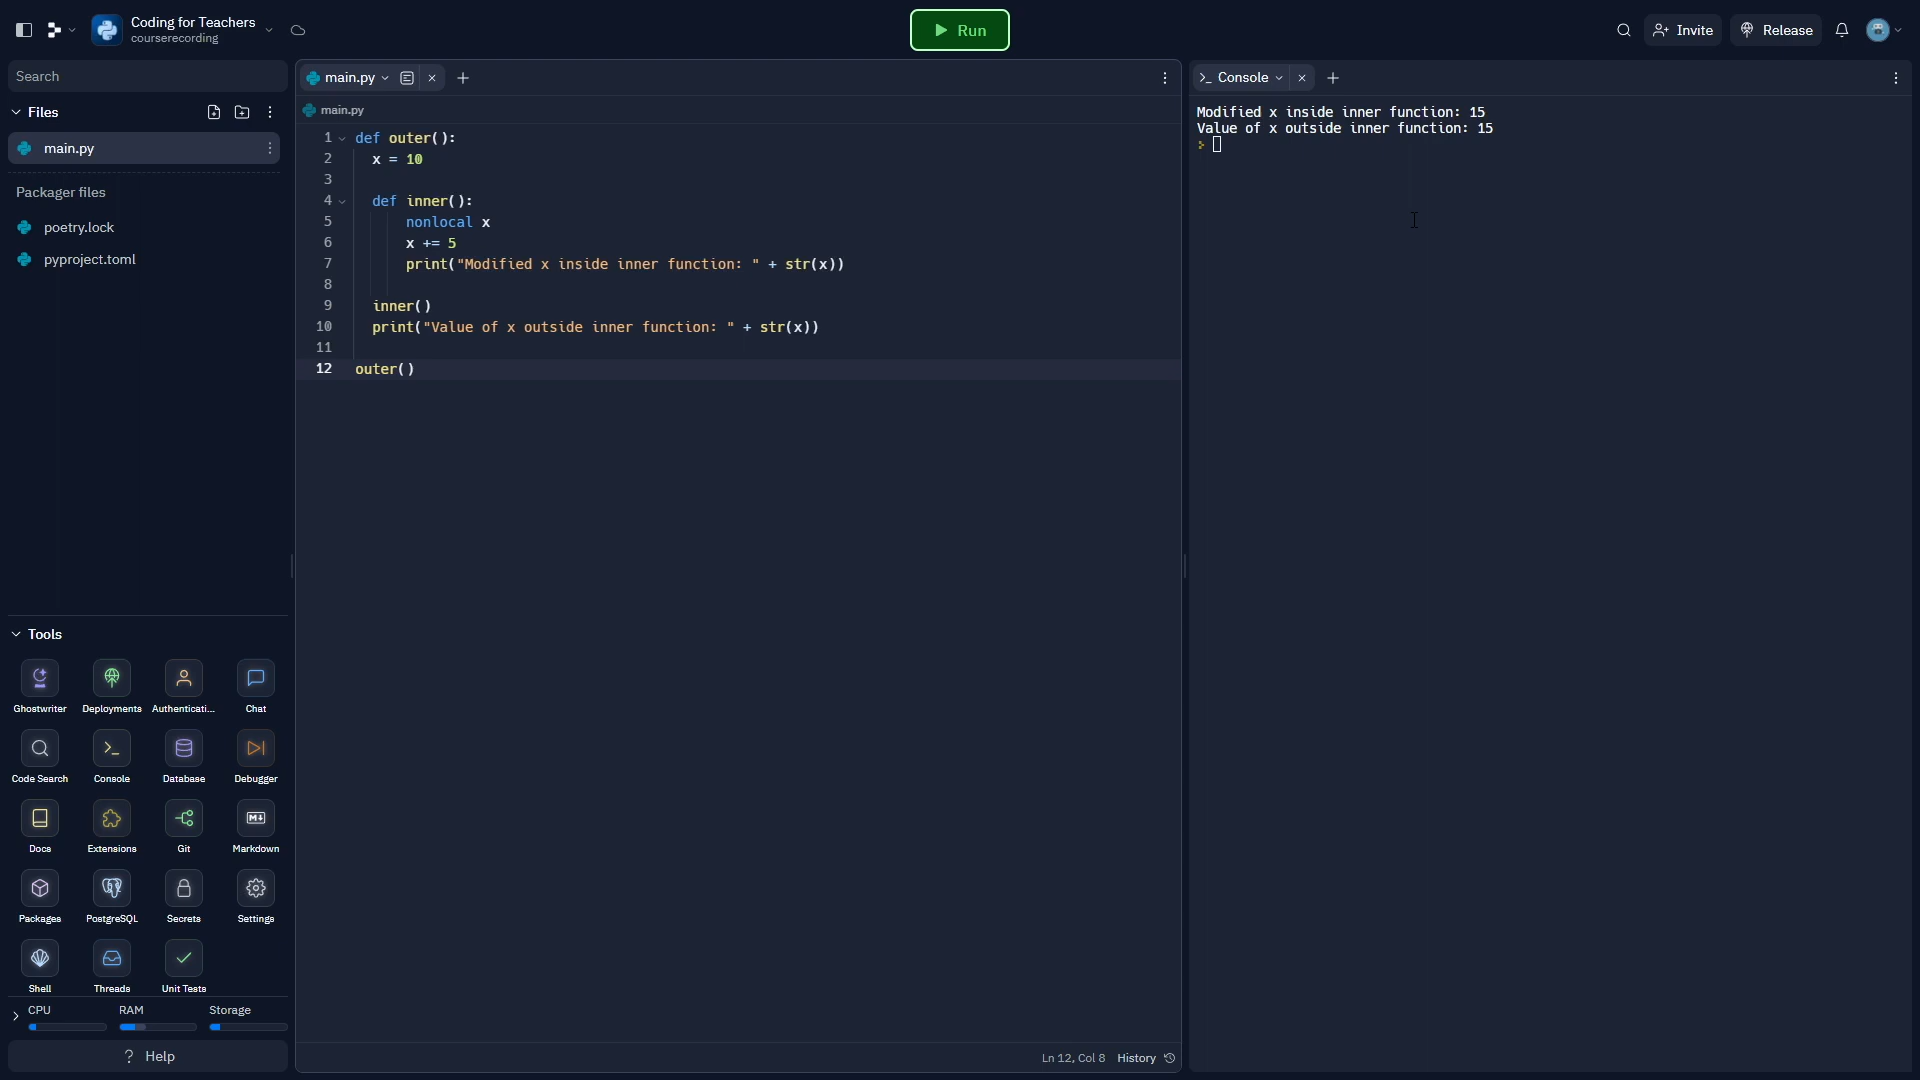 Coding for Teachers
courserecording
Run
Invite
Release
Search
Files
main.py
Packager files
poetry.lock
pyproject.toml
Tools
Ghostwriter
Deployments
Authenticati...
Chat
Code Search
Console
Database
Debugger
Docs
Extensions
Git
Markdown
Packages
PostgreSQL
Secrets
Settings
Shell
Threads
Unit Tests
CPU
RAM
Storage
? Help
main.py
main.py
1 def outer():
2 x = 10
3
4 def inner():
5 nonlocal x
6 x += 5
7 print("Modified x inside inner function: " + str(x))
8
9 inner()
10 print("Value of x outside inner function: " + str(x))
11
12 outer()
Ln 12, Col 8 History
>_ Console
Modified x inside inner function: 15
Value of x outside inner function: 15